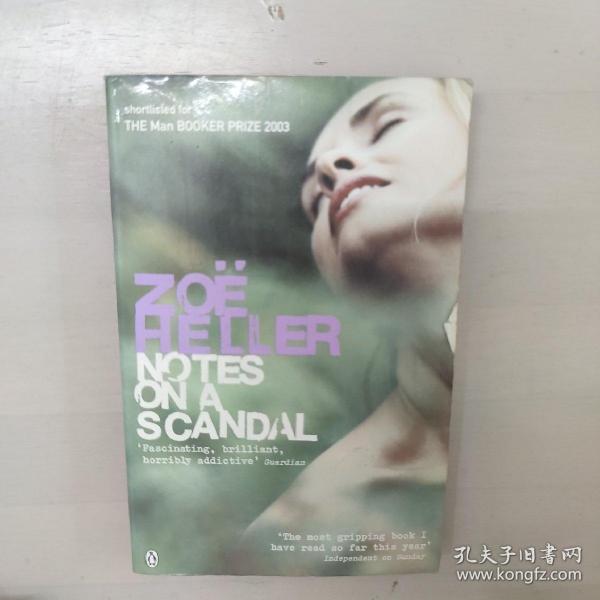 shortlisted for
THE Man BOOKER PRIZE 2003
ZOË
HELLER
NOTES
ON A
SCANDAL
‘Fascinating, brilliant,
horribly addictive’ Guardian
‘The most gripping book I
have read so far this year’
Independent on Sunday
孔夫子旧书网
www.kongfz.com